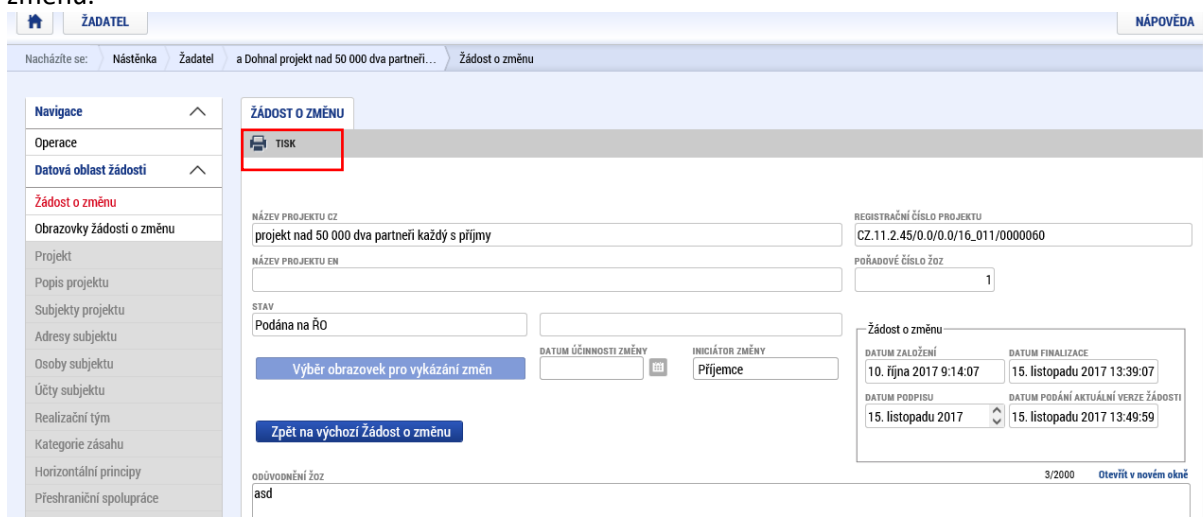 změnu.
ŽADATEL
NÁPOVĚDA
Nacházíte se: Nástěnka Žadatel a Dohnal projekt nad 50 000 dva partneři... Žádost o změnu
Navigace
Operace
Datová oblast žádosti
Žádost o změnu
Obrazovky žádosti o změnu
Projekt
Popis projektu
Subjekty projektu
Adresy subjektu
Osoby subjektu
Účty subjektu
Realizační tým
Kategorie zásahu
Horizontální principy
Přeshraniční spolupráce
ŽÁDOST O ZMĚNU
TISK
NÁZEV PROJEKTU CZ
projekt nad 50 000 dva partneři každý s příjmy
REGISTRAČNÍ ČÍSLO PROJEKTU
CZ.11.2.45/0.0/0.0/16_011/0000060
NÁZEV PROJEKTU EN
POŘADOVÉ ČÍSLO ŽOZ
1
STAV
Podána na ŘO
Výběr obrazovek pro vykázání změn
DATUM ÚČINNOSTI ZMĚNY
INICIÁTOR ZMĚNY
Příjemce
Zpět na výchozí Žádost o změnu
Žádost o změnu
DATUM ZALOŽENÍ
DATUM FINALIZACE
10. října 2017 9:14:07
15. listopadu 2017 13:39:07
DATUM PODPISU
DATUM PODÁNÍ AKTUÁLNÍ VERZE ŽÁDOSTI
15. listopadu 2017
15. listopadu 2017 13:49:59
ODŮVODNĚNÍ ŽOZ
3/2000
Otevřít v novém okně
asd